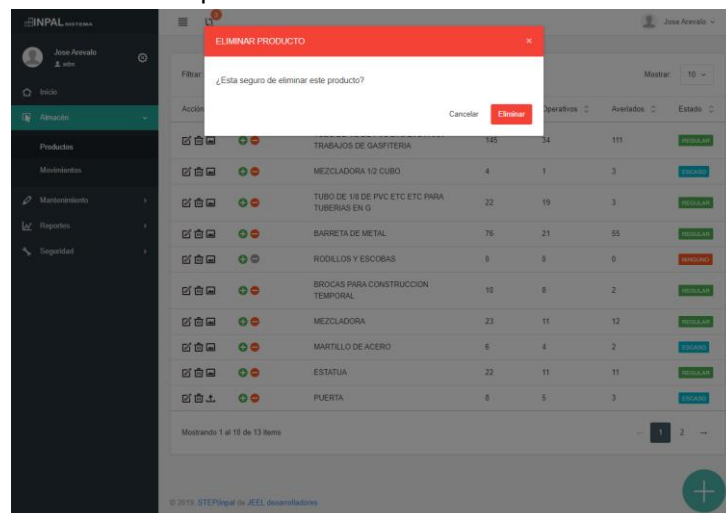 INPAL SISTEMA
Jose Arevalo
Jose Arevalo
adm
Inicio
Almacén
Productos
Movimientos
Mantenimiento
Reportes
Seguridad
ELIMINAR PRODUCTO ×
¿Esta seguro de eliminar este producto?
Cancelar Eliminar
Filtrar
Mostrar: 10
Operativos Averiados Estado
TRABAJOS DE GASFITERIA 145 34 111 REGULAR
MEZCLADORA 1/2 CUBO 4 1 3 ESCASO
TUBO DE 1/8 DE PVC ETC ETC PARA
TUBERIAS EN G 22 19 3 REGULAR
BARRETA DE METAL 76 21 55 REGULAR
RODILLOS Y ESCOBAS 0 0 0 NINGUNO
BROCAS PARA CONSTRUCCION
TEMPORAL 10 8 2 REGULAR
MEZCLADORA 23 11 12 REGULAR
MARTILLO DE ACERO 6 4 2 ESCASO
ESTATUA 22 11 11 REGULAR
PUERTA 8 5 3 ESCASO
Mostrando 1 al 10 de 13 items
← 1 2 →
© 2019. STEPInpal de JEEL desarrolladores